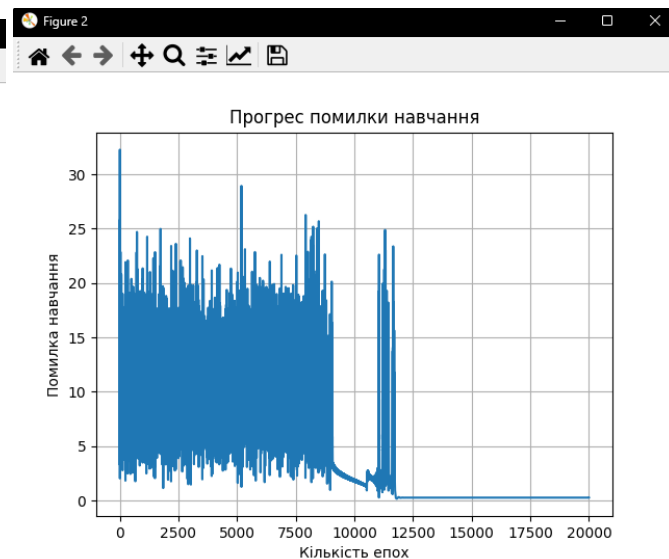 Figure 2
Прогрес помилки навчання
Помилка навчання
30
25
20
15
10
5
0
0 2500 5000 7500 10000 12500 15000 17500 20000
Кількість епох